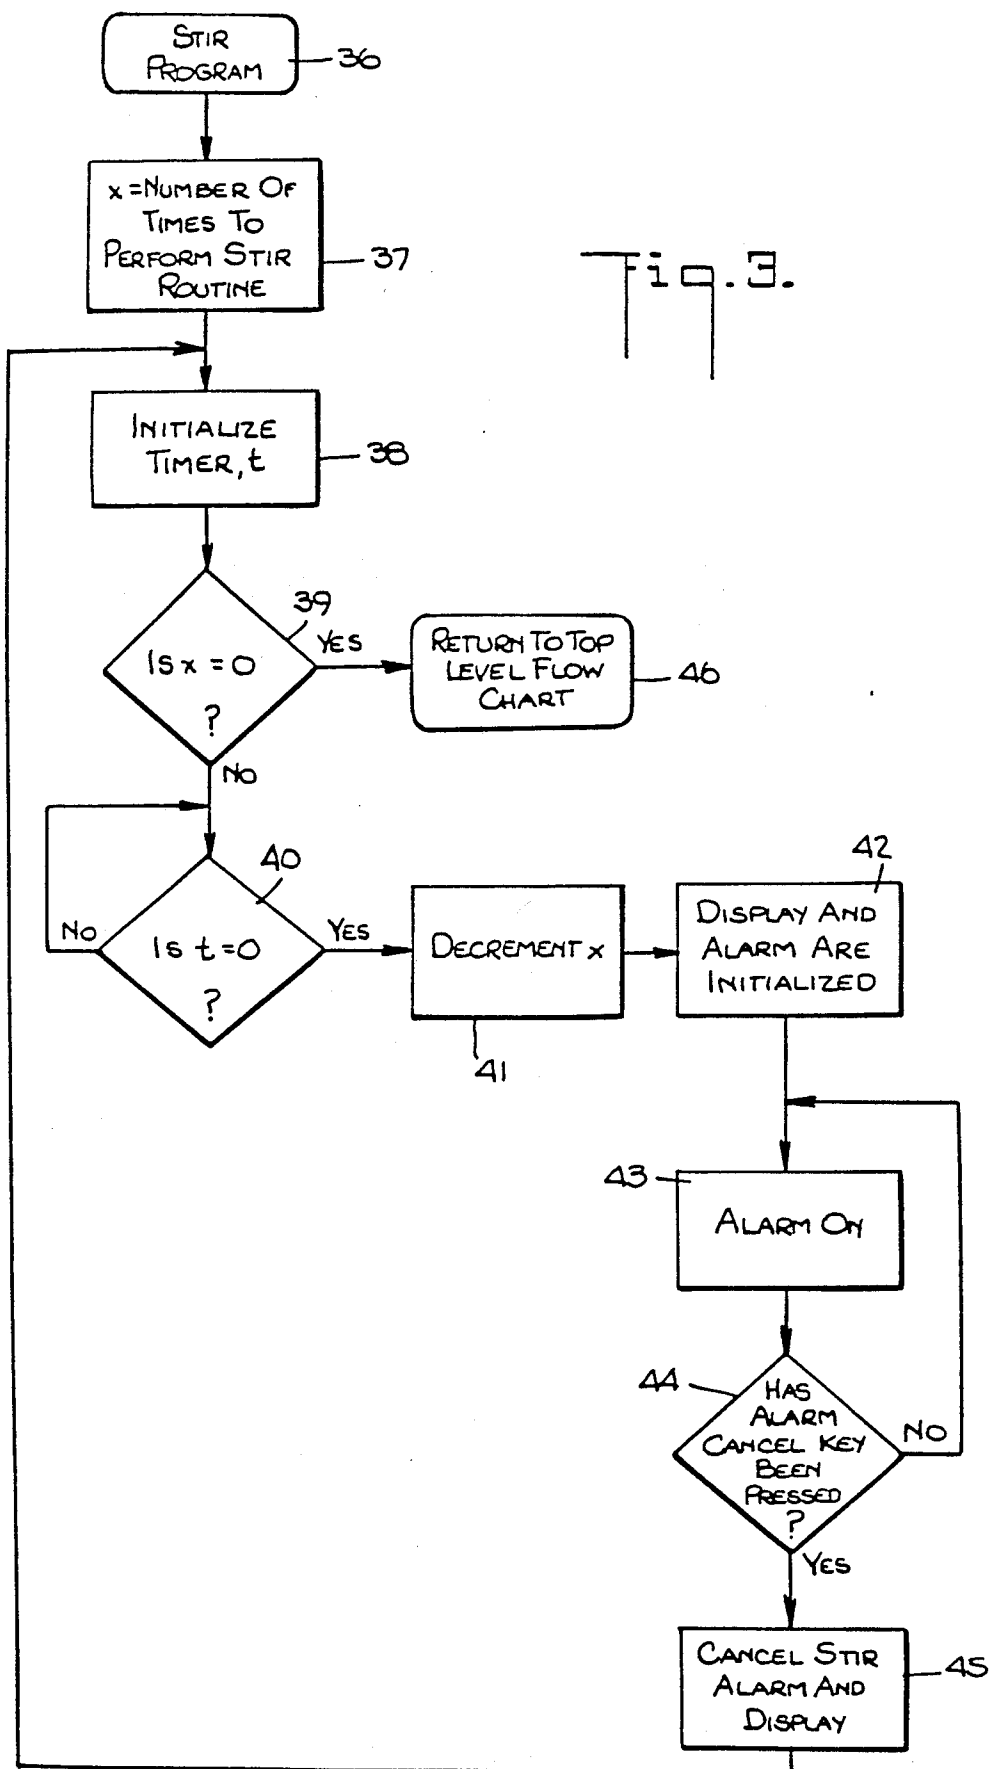 STIR
PROGRAM
36
x=NUMBER OF
TIMES TO
PERFORM STIR
ROUTINE
37
Fig.3.
INITIALIZE
TIMER,t
38
39
IS x=0
?
YES
RETURN TO TOP
LEVEL FLOW
CHART
46
NO
40
NO
IS t=0
?
YES
DECREMENT x
41
42
DISPLAY AND
ALARM ARE
INITIALIZED
43
ALARM ON
44
HAS
ALARM
CANCEL KEY
BEEN
PRESSED
?
NO
YES
CANCEL STIR
ALARM AND
DISPLAY
45